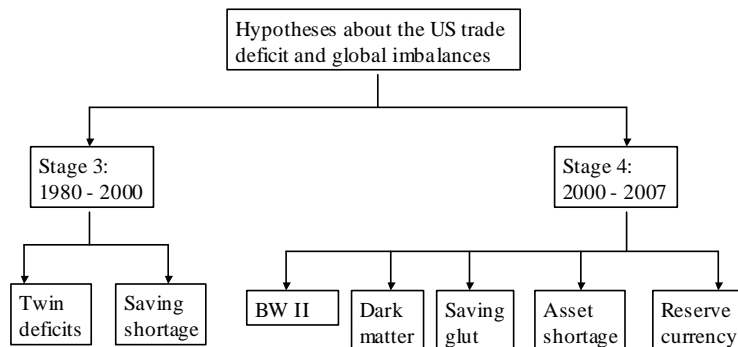 Hypotheses about the US trade
deficit and global imbalances
Stage 3:
1980 - 2000
Stage 4:
2000 - 2007
Twin
deficits
Saving
shortage
BW II
Dark
matter
Saving
glut
Asset
shortage
Reserve
currency